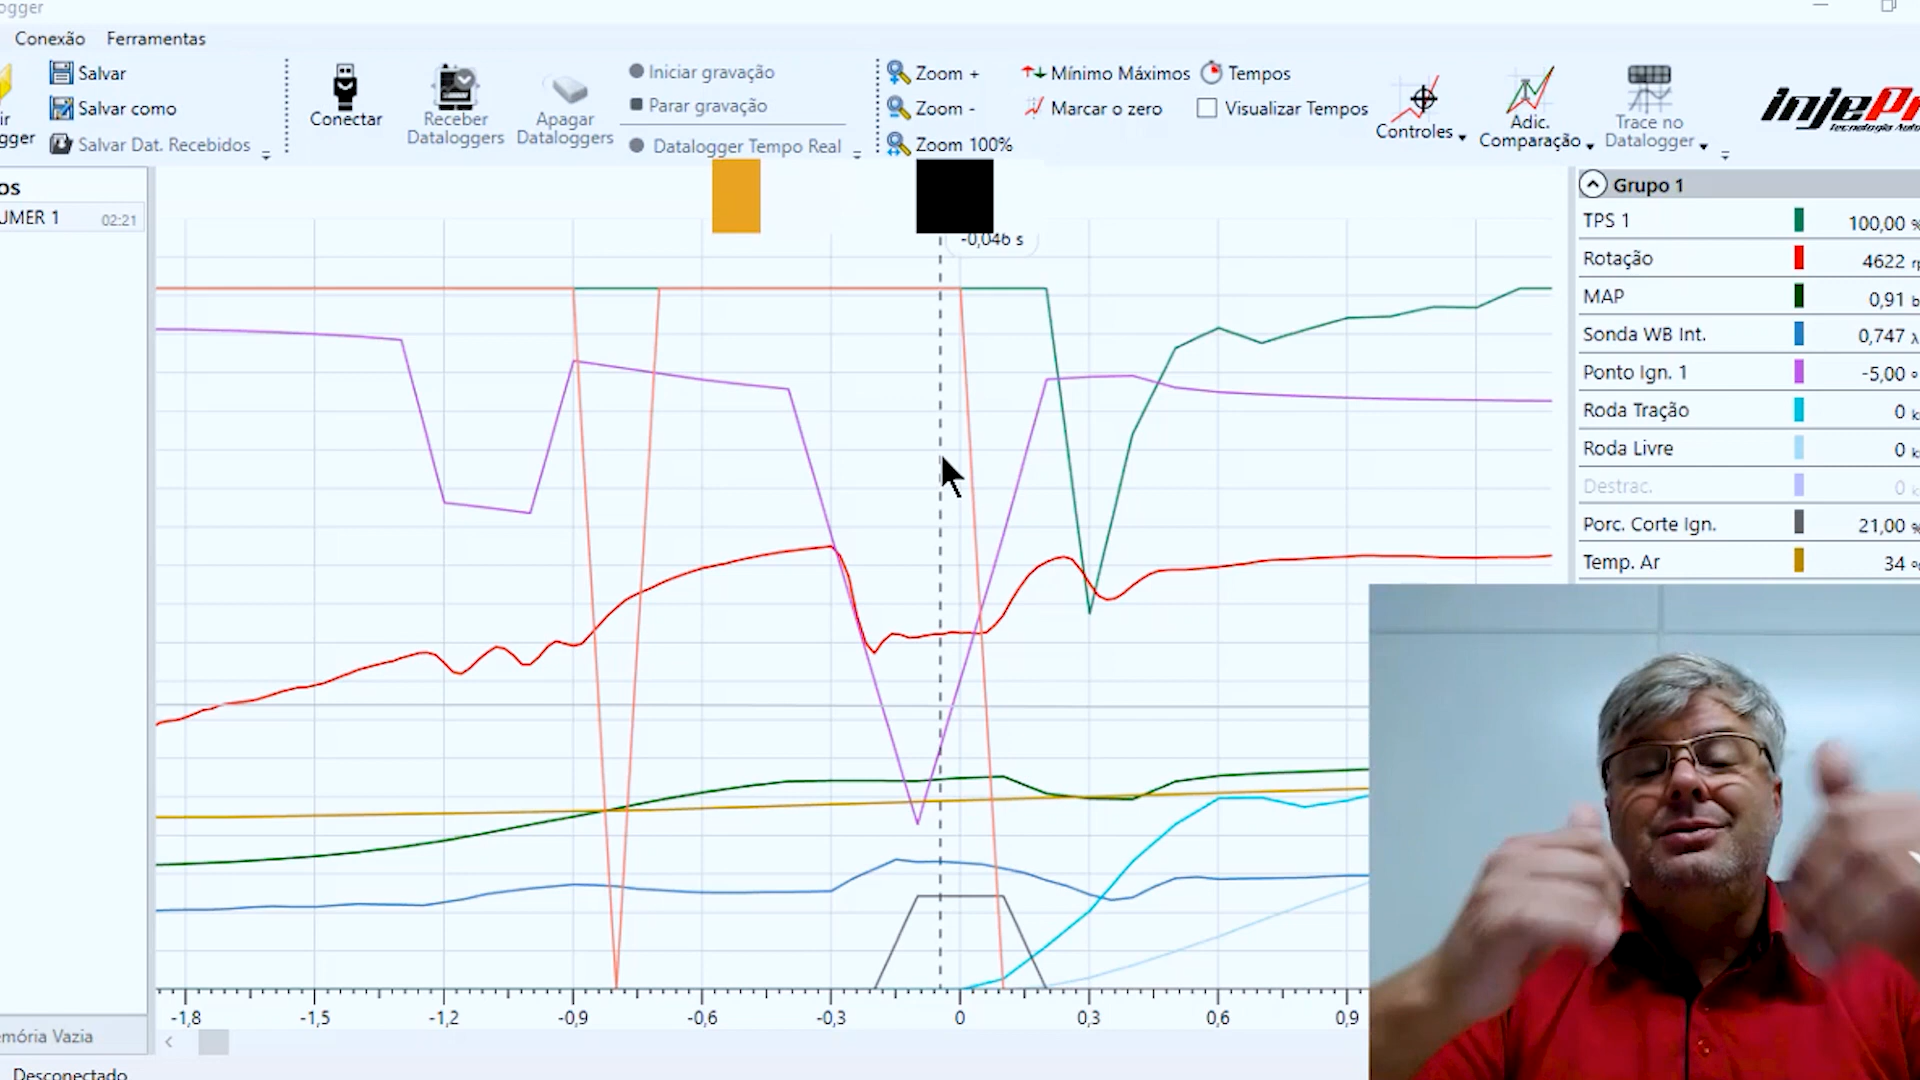 ogger
Conexão Ferramentas
Salvar
Salvar como
Salvar Dat. Recebidos
Conectar
Receber
Dataloggers
Apagar
Dataloggers
Iniciar gravação
Parar gravação
Datalogger Tempo Real
Zoom +
Zoom -
Zoom 100%
Mínimo Máximos
Marcar o zero
Tempos
Visualizar Tempos
Controles
Adic.
Comparação
Trace no
Datalogger
injePr
os
UMER 1 02:21
-0,046 s
Grupo 1
TPS 1 100,00 %
Rotação 4622
MAP 0,91 b
Sonda WB Int. 0,747 λ
Ponto Ign. 1 -5,00 °
Roda Tração 0 k
Roda Livre 0 k
Destrac. 0 k
Porc. Corte Ign. 21,00 %
Temp. Ar 34 °
-1,8 -1,5 -1,2 -0,9 -0,6 -0,3 0 0,3 0,6 0,9
emória Vazia
Desconectado